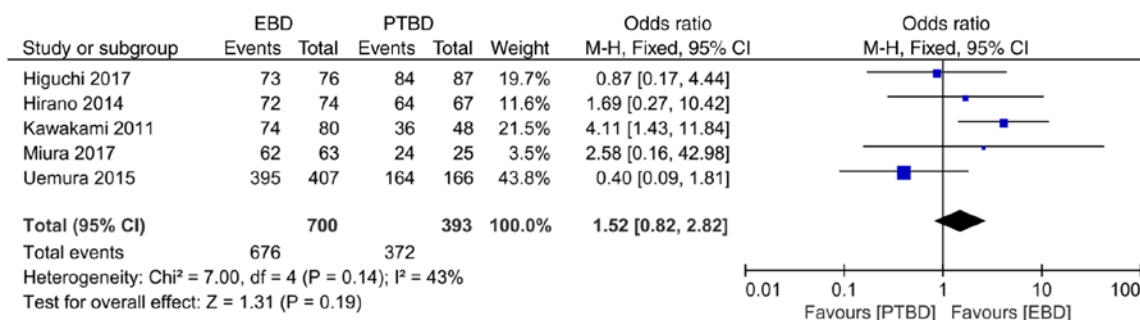 EBD PTBD Odds ratio Odds ratio
Study or subgroup Events Total Events Total Weight M-H, Fixed, 95% CI M-H, Fixed, 95% CI
Higuchi 2017 73 76 84 87 19.7% 0.87 [0.17, 4.44]
Hirano 2014 72 74 64 67 11.6% 1.69 [0.27, 10.42]
Kawakami 2011 74 80 36 48 21.5% 4.11 [1.43, 11.84]
Miura 2017 62 63 24 25 3.5% 2.58 [0.16, 42.98]
Uemura 2015 395 407 164 166 43.8% 0.40 [0.09, 1.81]
Total (95% CI) 700 393 100.0% 1.52 [0.82, 2.82]
Total events 676 372
Heterogeneity: Chi² = 7.00, df = 4 (P = 0.14); I² = 43%
Test for overall effect: Z = 1.31 (P = 0.19)
0.01 0.1 1 10 100
Favours [PTBD] Favours [EBD]